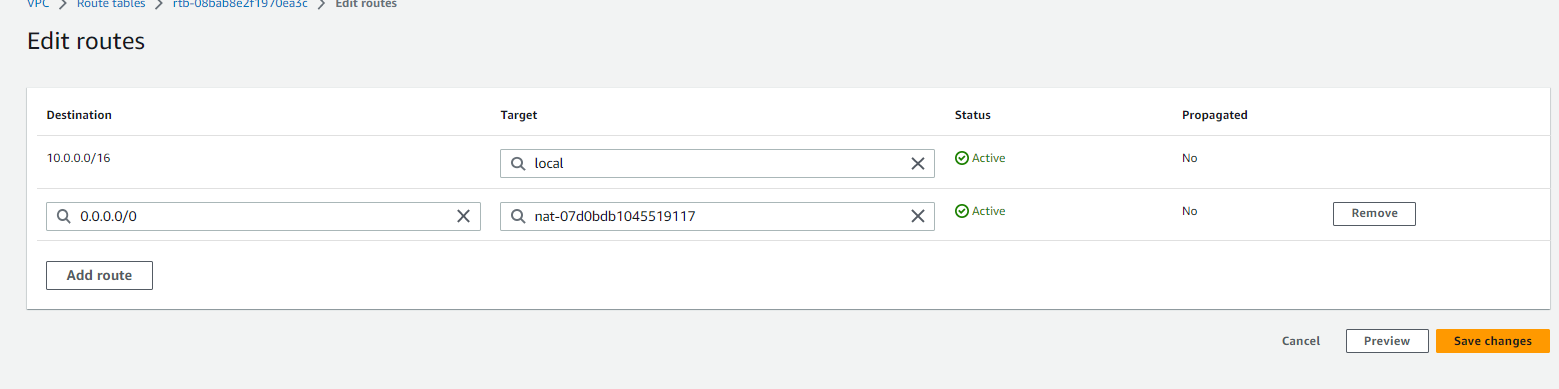 VPC > Route tables > rtb-08bab8e2f1970ea3c > Edit routes
Edit routes
Destination Target Status Propagated
10.0.0.0/16 local Active No
0.0.0.0/0 nat-07d0bdb1045519117 Active No Remove
Add route
Cancel Preview Save changes